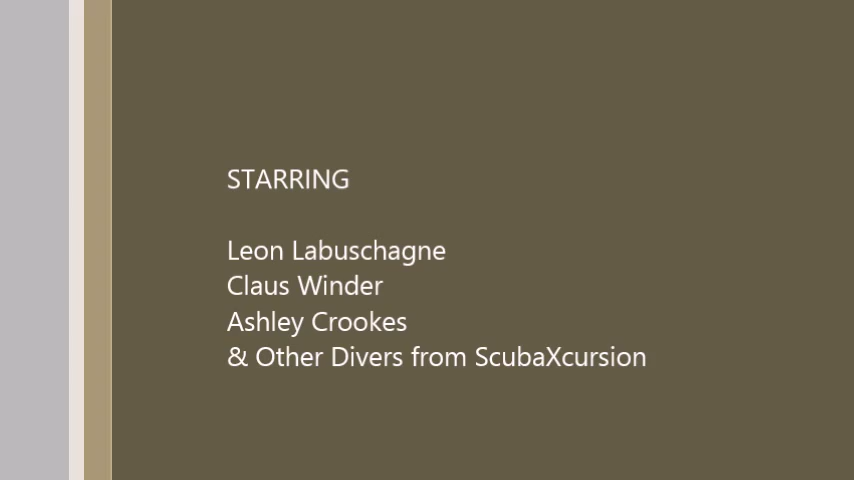 STARRING
Leon Labuschagne
Claus Winder
Ashley Crookes
& Other Divers from ScubaXcursion